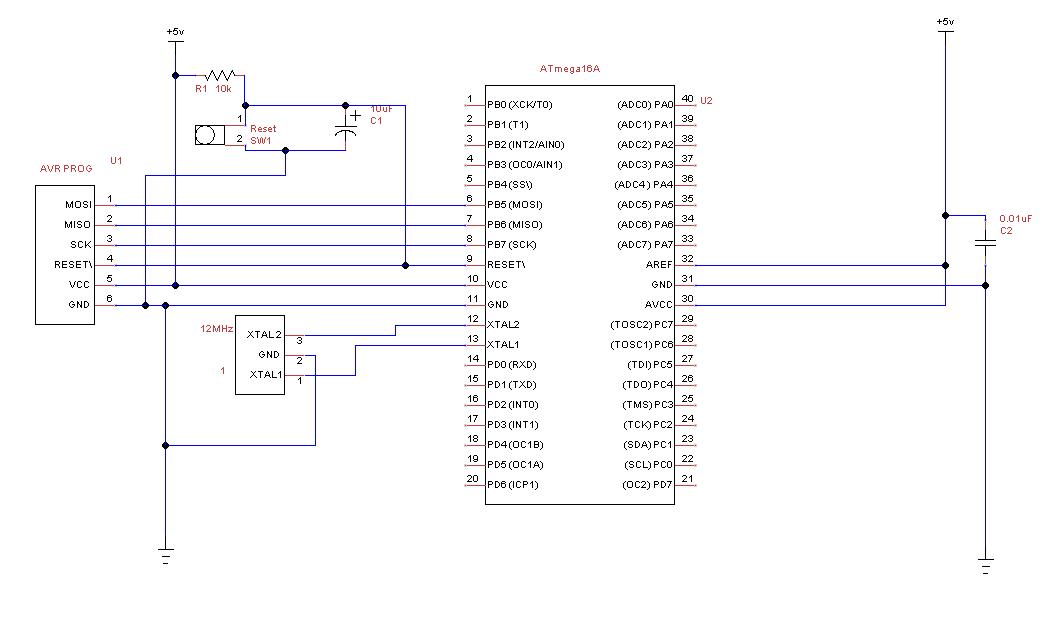 +5v
+5v
R1 10k
10uF
C1
1
Reset
2
SW1
ATmega16A
U2
U1
AVR PROG
MOSI 1
MISO 2
SCK 3
RESET\ 4
VCC 5
GND 6
1 PB0 (XCK/T0)
2 PB1 (T1)
3 PB2 (INT2/AIN0)
4 PB3 (OC0/AIN1)
5 PB4 (SS\)
6 PB5 (MOSI)
7 PB6 (MISO)
8 PB7 (SCK)
9 RESET\
10 VCC
11 GND
12 XTAL2
13 XTAL1
14 PD0 (RXD)
15 PD1 (TXD)
16 PD2 (INT0)
17 PD3 (INT1)
18 PD4 (OC1B)
19 PD5 (OC1A)
20 PD6 (ICP1)
(ADC0) PA0 40
(ADC1) PA1 39
(ADC2) PA2 38
(ADC3) PA3 37
(ADC4) PA4 36
(ADC5) PA5 35
(ADC6) PA6 34
(ADC7) PA7 33
AREF 32
GND 31
AVCC 30
(TOSC2) PC7 29
(TOSC1) PC6 28
(TDI) PC5 27
(TDO) PC4 26
(TMS) PC3 25
(TCK) PC2 24
(SDA) PC1 23
(SCL) PC0 22
(OC2) PD7 21
0.01uF
C2
12MHz
1
XTAL2 3
GND 2
XTAL1 1